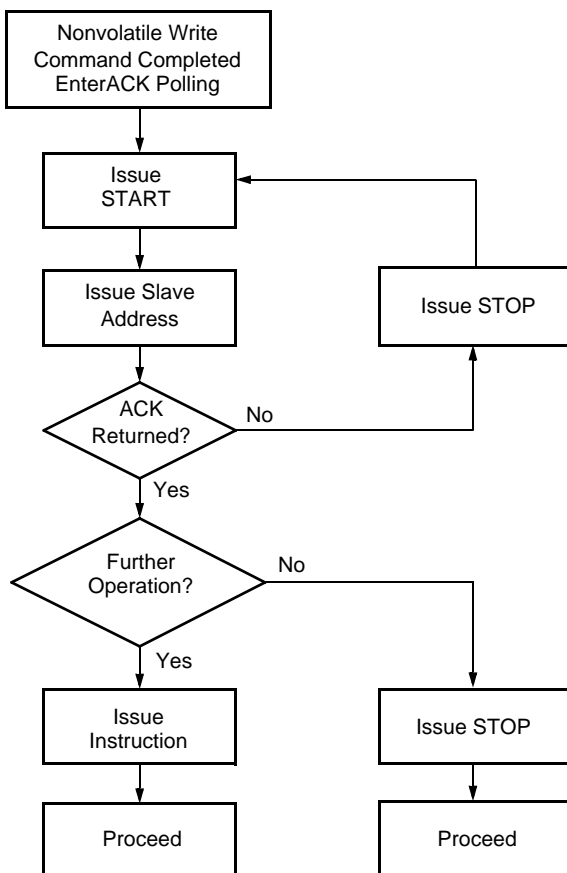 Nonvolatile Write
Command Completed
EnterACK Polling
Issue
START
Issue Slave
Address
Issue STOP
ACK
Returned?
No
Yes
Further
Operation?
No
Yes
Issue
Instruction
Issue STOP
Proceed
Proceed